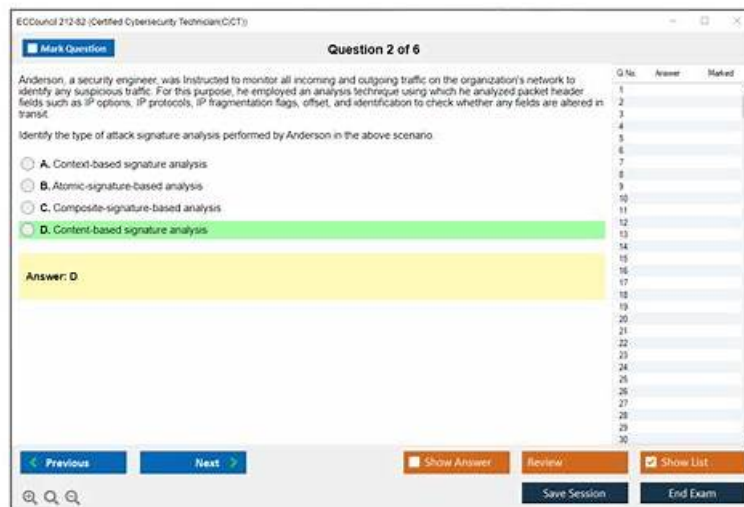 ECCouncil 212-82 (Certified Cybersecurity Technician(C|CT))
Mark Question
Question 2 of 6
Anderson, a security engineer, was Instructed to monitor all incoming and outgoing traffic on the organization's network to
identify any suspicious traffic. For this purpose, he employed an analysis technique using which he analyzed packet header
fields such as IP options, IP protocols, IP fragmentation flags, offset, and identification to check whether any fields are altered in
transit.
Identify the type of attack signature analysis performed by Anderson in the above scenario.
A. Context-based signature analysis
B. Atomic-signature-based analysis
C. Composite-signature-based analysis
D. Content-based signature analysis
Answer: D
Q No. Answer Marked
1
2
3
4
5
6
7
8
9
10
11
12
13
14
15
16
17
18
19
20
21
22
23
24
25
26
27
28
29
30
Previous
Next
Show Answer
Review
Show List
Save Session
End Exam